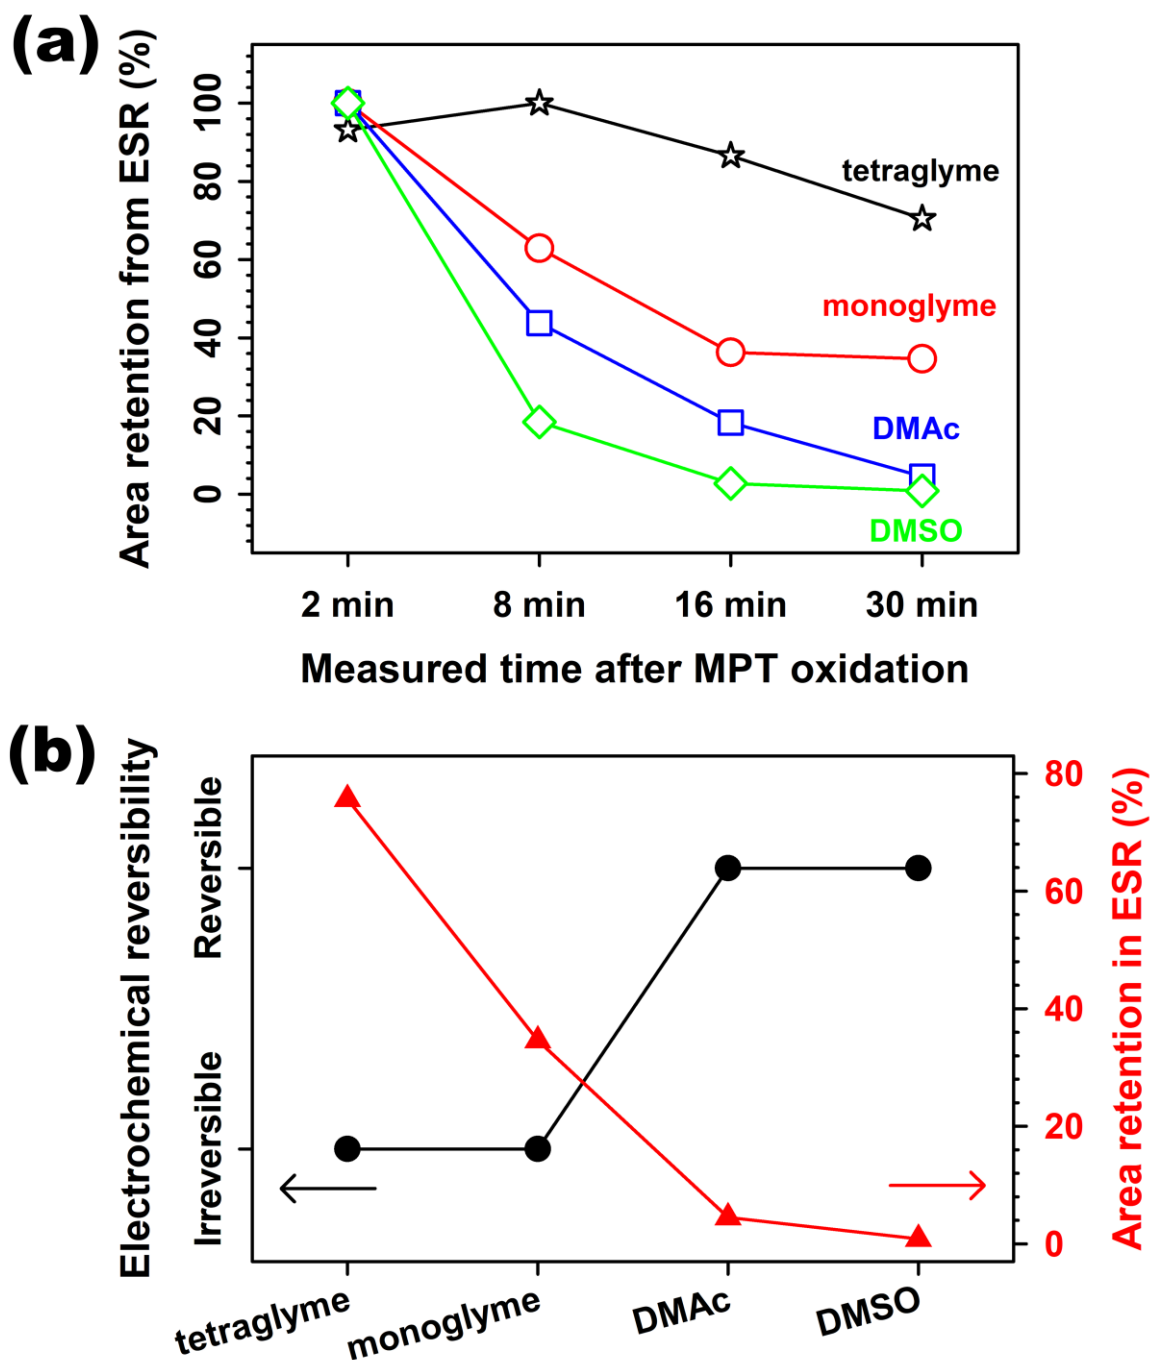 (a)
Area retention from ESR (%)
100
80
60
40
20
0
tetraglyme
monoglyme
DMAc
DMSO
2 min 8 min 16 min 30 min
Measured time after MPT oxidation
(b)
Electrochemical reversibility
Reversible
Irreversible
80
60
40
20
0
Area retention in ESR (%)
tetraglyme monoglyme DMAc DMSO